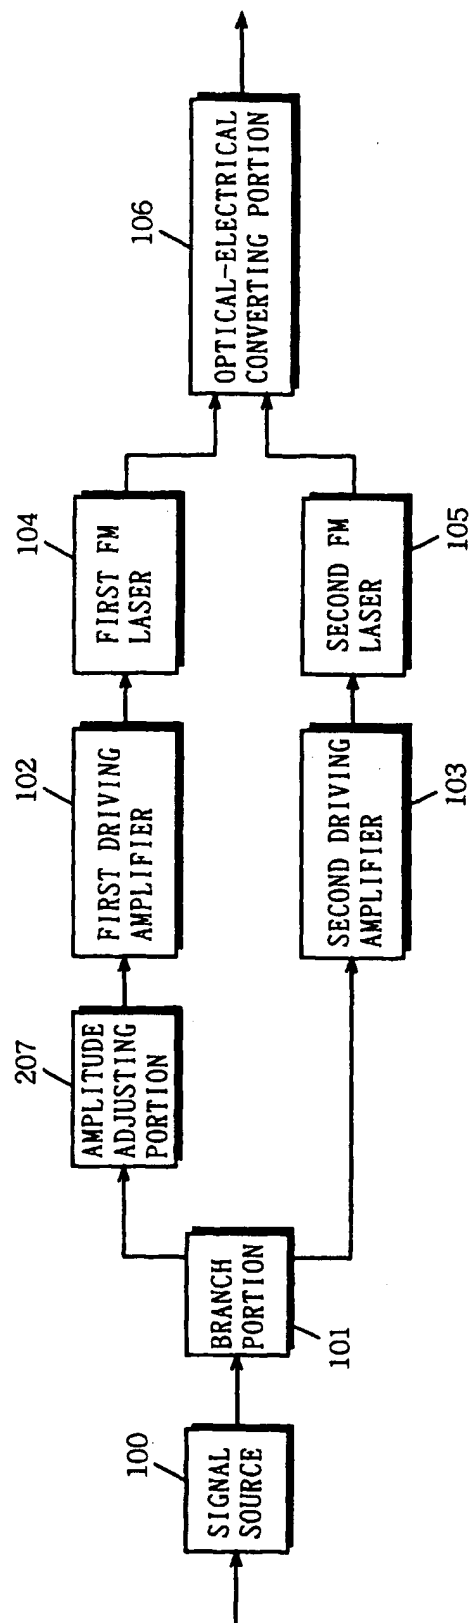 100
SIGNAL
SOURCE
BRANCH
PORTION
101
207
AMPLITUDE
ADJUSTING
PORTION
102
FIRST DRIVING
AMPLIFIER
104
FIRST FM
LASER
SECOND DRIVING
AMPLIFIER
103
SECOND FM
LASER
105
106
OPTICAL-ELECTRICAL
CONVERTING PORTION